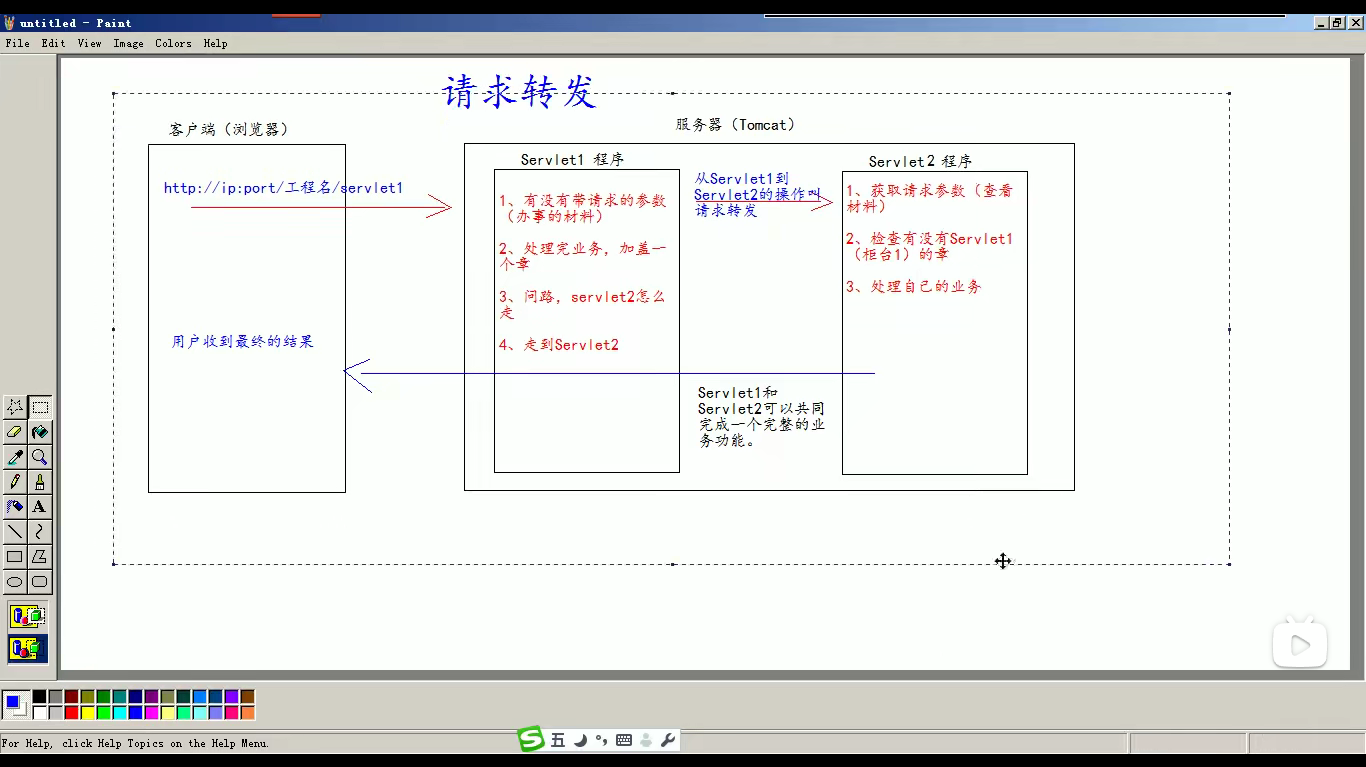 untitled - Paint
File Edit View Image Colors Help
请求转发
客户端（浏览器）
服务器（Tomcat）
http://ip:port/工程名/servlet1
用户收到最终的结果
Servlet1 程序
1、有没有带请求的参数
（办事的材料）
2、处理完业务，加盖一
个章
3、问路，servlet2怎么
走
4、走到Servlet2
从Servlet1到
Servlet2的操作叫
请求转发
Servlet1和
Servlet2可以共同
完成一个完整的业
务功能。
Servlet2 程序
1、获取请求参数（查看
材料）
2、检查有没有Servlet1
（柜台1）的章
3、处理自己的业务
A
五
For Help, click Help Topics on the Help Menu.